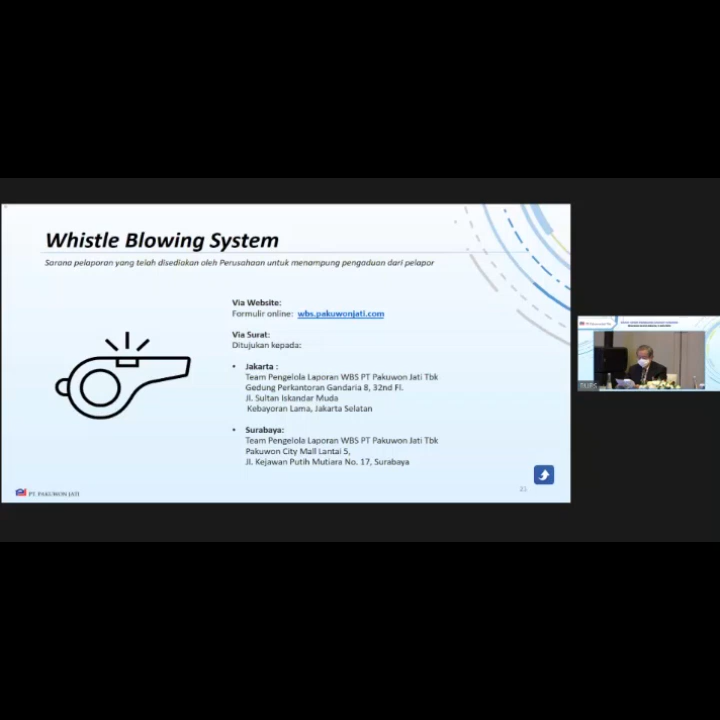 Whistle Blowing System
Sarana pelaporan yang telah disediakan oleh Perusahaan untuk menampung pengaduan dari pelapor
Via Website:
Formulir online: wbs.pakuwonjati.com
Via Surat:
Ditujukan kepada:
• Jakarta :
Team Pengelola Laporan WBS PT Pakuwon Jati Tbk
Gedung Perkantoran Gandaria 8, 32nd Fl.
Jl. Sultan Iskandar Muda
Kebayoran Lama, Jakarta Selatan
• Surabaya:
Team Pengelola Laporan WBS PT Pakuwon Jati Tbk
Pakuwon City Mall Lantai 5,
Jl. Kejawan Putih Mutiara No. 17, Surabaya
PT. PAKUWON JATI